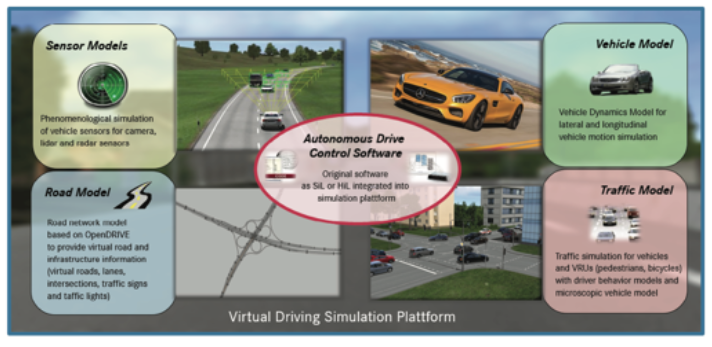 Sensor Models
Phenomenological simulation
of vehicle sensors for camera,
lidar and radar sensors
Vehicle Model
Vehicle Dynamics Model for
lateral and longitudinal
vehicle motion simulation
Autonomous Drive
Control Software
Original software
as SiL or HiL integrated into
simulation plattform
Road Model
Road network model
based on OpenDRIVE
to provide virtual road and
infrastructure information
(virtual roads, lanes,
intersections, traffic signs
and taffic lights)
Traffic Model
Traffic simulation for vehicles
and VRUs (pedestrians, bicycles)
with driver behavior models and
microscopic vehicle model
Virtual Driving Simulation Plattform